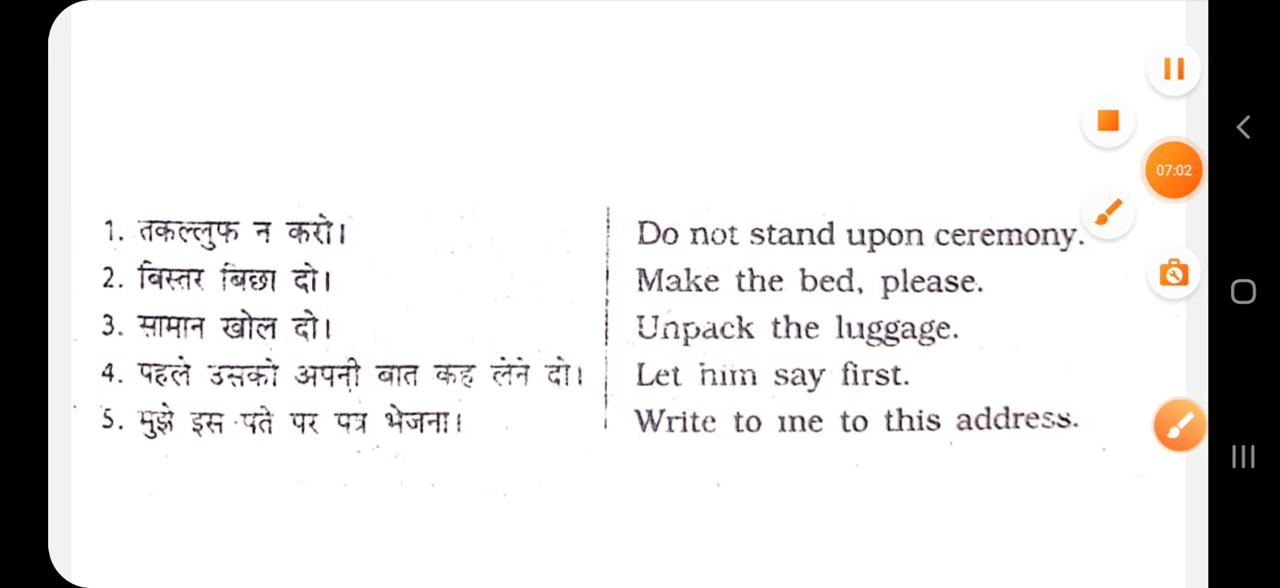 1. तकल्लुफ न करो। Do not stand upon ceremony.
2. बिस्तर बिछा दो। Make the bed, please.
3. सामान खोल दो। Unpack the luggage.
4. पहले उसको अपनी बात कह लेने दो। Let him say first.
5. मुझे इस पते पर पत्र भेजना। Write to me to this address.
07:02